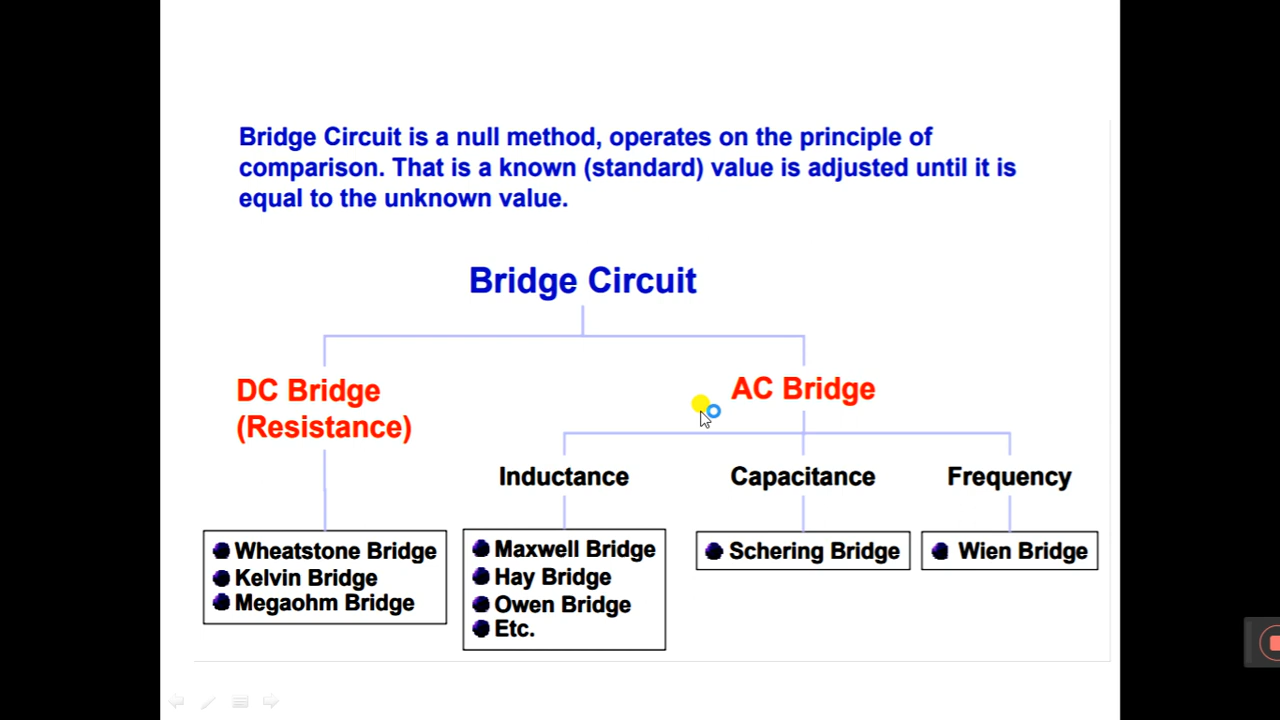 Bridge Circuit is a null method, operates on the principle of
comparison. That is a known (standard) value is adjusted until it is
equal to the unknown value.
Bridge Circuit
DC Bridge
(Resistance)
AC Bridge
Inductance
Capacitance
Frequency
Wheatstone Bridge
Kelvin Bridge
Megaohm Bridge
Maxwell Bridge
Hay Bridge
Owen Bridge
Etc.
Schering Bridge
Wien Bridge